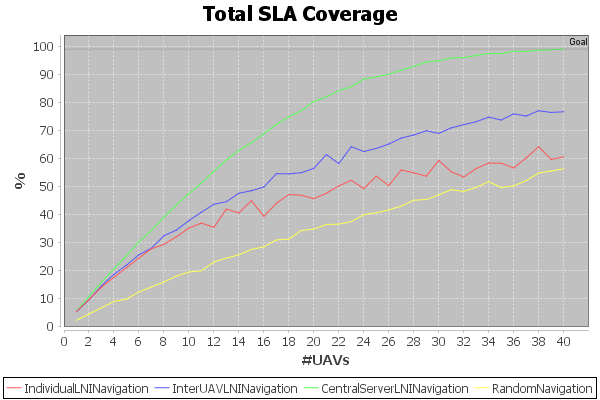 Total SLA Coverage
Goal
100
90
80
70
60
50
40
30
20
10
0
%
0 2 4 6 8 10 12 14 16 18 20 22 24 26 28 30 32 34 36 38 40
#UAVs
IndividualLNINavigation InterUAVLNINavigation CentralServerLNINavigation RandomNavigation